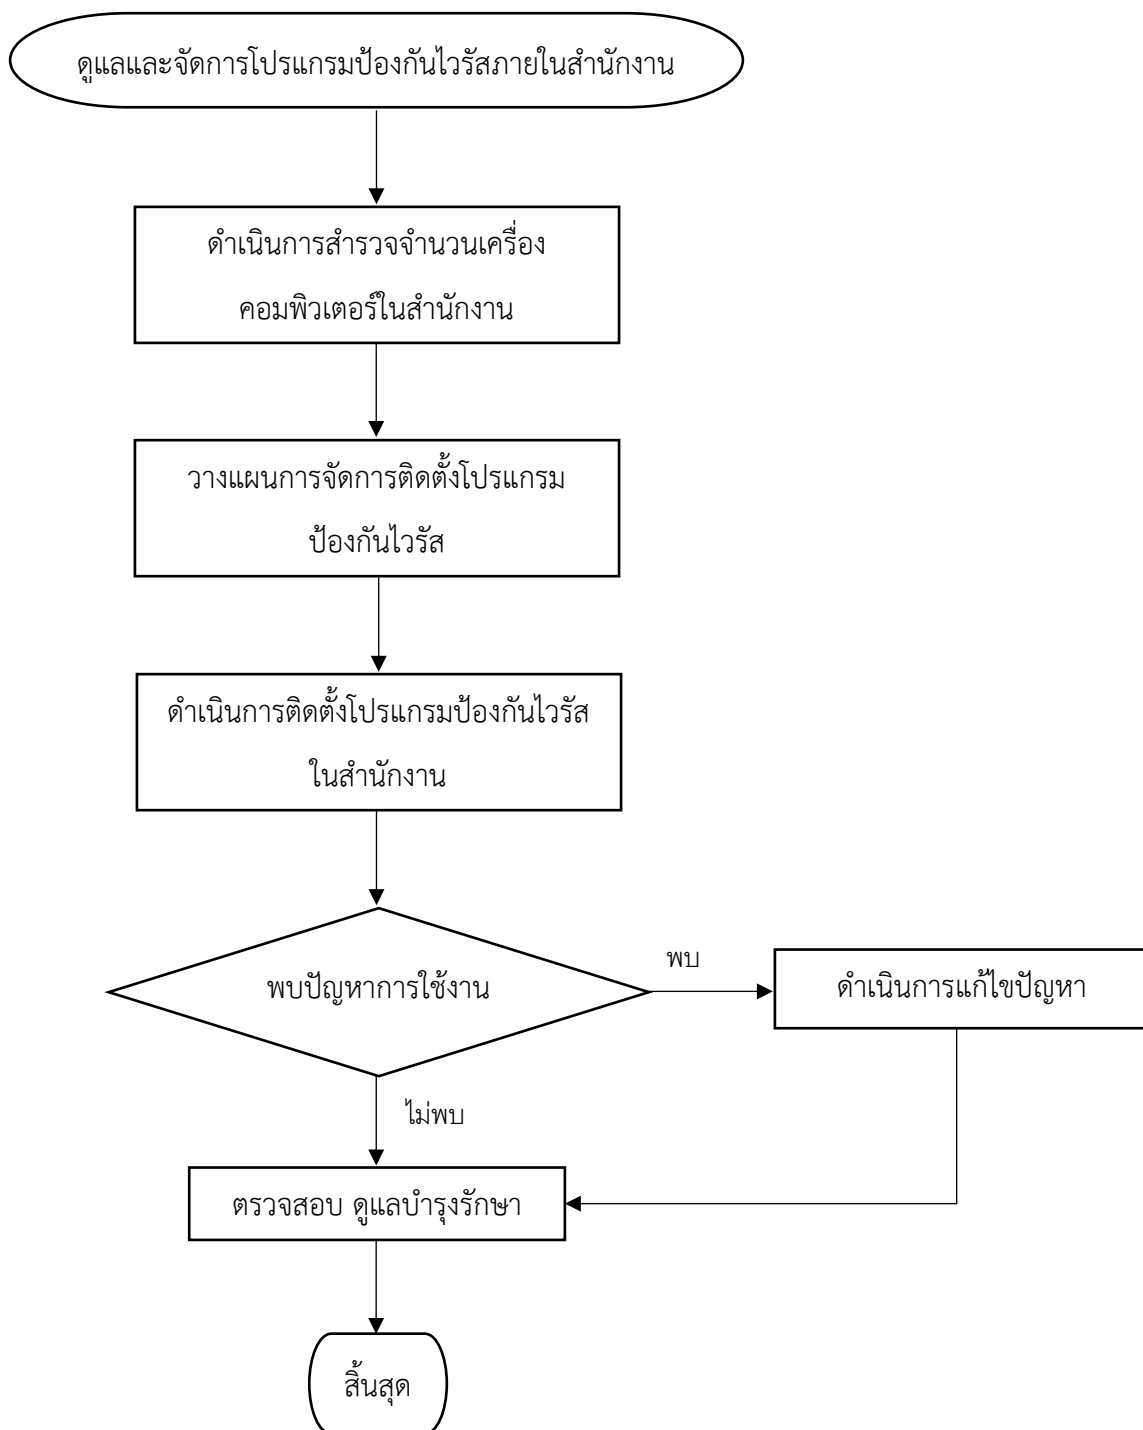 ดูแลและจัดการโปรแกรมป้องกันไวรัสภายในสำนักงาน
ดำเนินการสำรวจจำนวนเครื่อง
คอมพิวเตอร์ในสำนักงาน
วางแผนการจัดการติดตั้งโปรแกรม
ป้องกันไวรัส
ดำเนินการติดตั้งโปรแกรมป้องกันไวรัส
ในสำนักงาน
พบปัญหาการใช้งาน
พบ
ดำเนินการแก้ไขปัญหา
ไม่พบ
ตรวจสอบ ดูแลบำรุงรักษา
สิ้นสุด